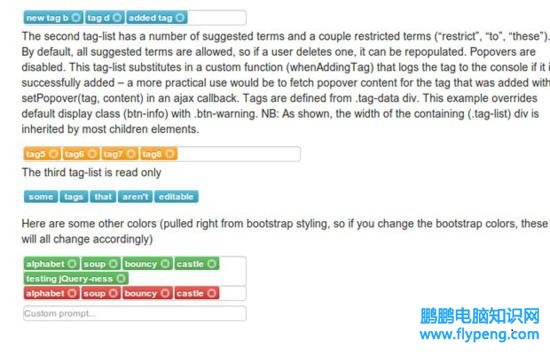 new tag b tag d added tag
The second tag-list has a number of suggested terms and a couple restricted terms ("restrict", "to", "these").
By default, all suggested terms are allowed, so if a user deletes one, it can be repopulated. Popovers are
disabled. This tag-list substitutes in a custom function (whenAddingTag) that logs the tag to the console if it i
successfully added – a more practical use would be to fetch popover content for the tag that was added with
setPopover(tag, content) in an ajax callback. Tags are defined from .tag-data div. This example overrides
default display class (btn-info) with .btn-warning. NB: As shown, the width of the containing (.tag-list) div is
inherited by most children elements.
tag5 tag6 tag7 tag8
The third tag-list is read only
some tags that aren't editable
Here are some other colors (pulled right from bootstrap styling, so if you change the bootstrap colors, these
will all change accordingly)
alphabet soup bouncy castle
testing jQuery-ness
alphabet soup bouncy castle
Custom prompt...
鹏鹏电脑知识网
www.flypeng.com